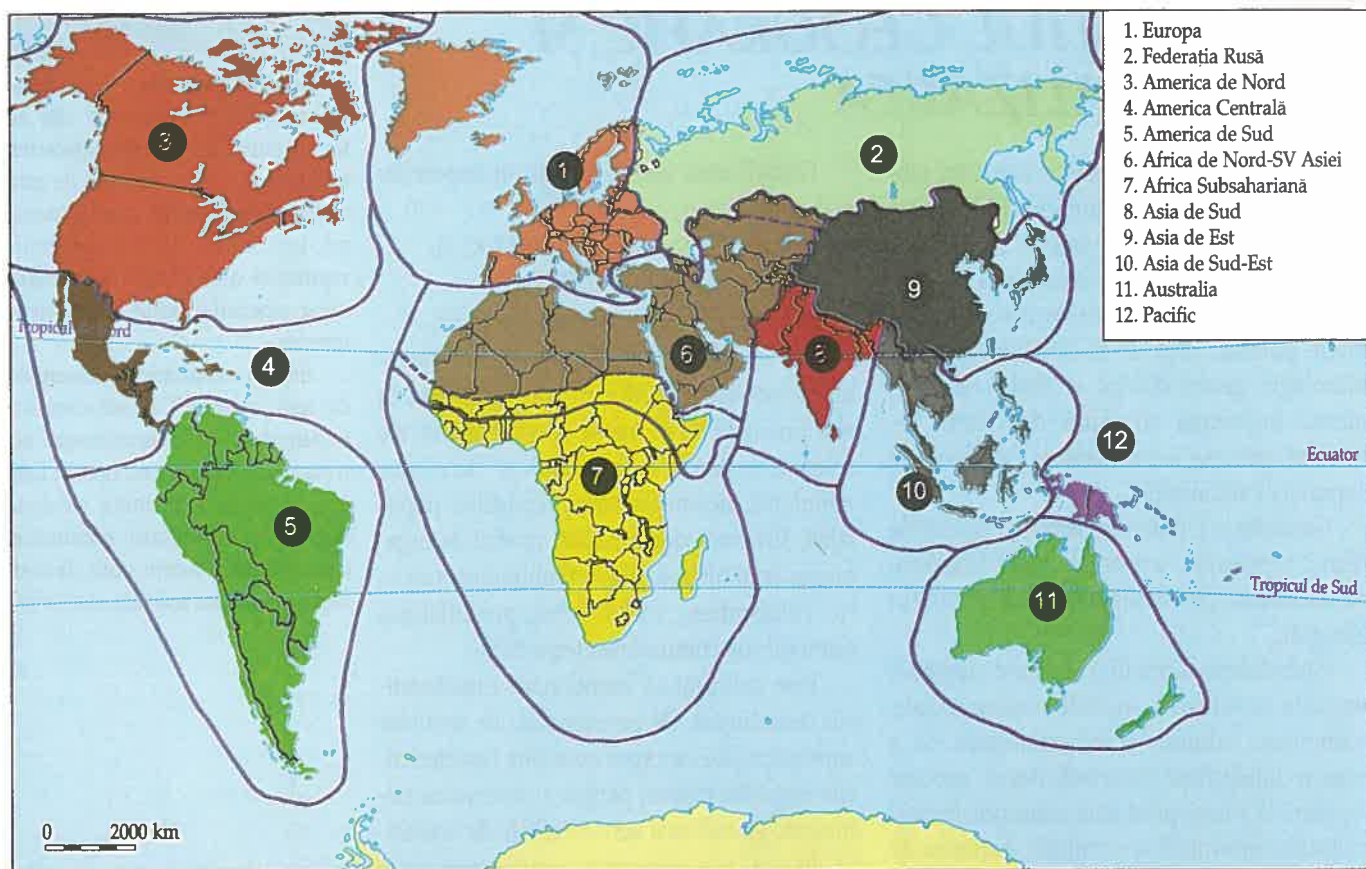 1. Europa
2. Federația Rusă
3. America de Nord
4. America Centrală
5. America de Sud
6. Africa de Nord-SV Asiei
7. Africa Subsahariană
8. Asia de Sud
9. Asia de Est
10. Asia de Sud-Est
11. Australia
12. Pacific
3
1
2
9
Tropicul
4
6
8
12
Ecuator
7
10
5
11
Tropicul de Sud
0 2000 km